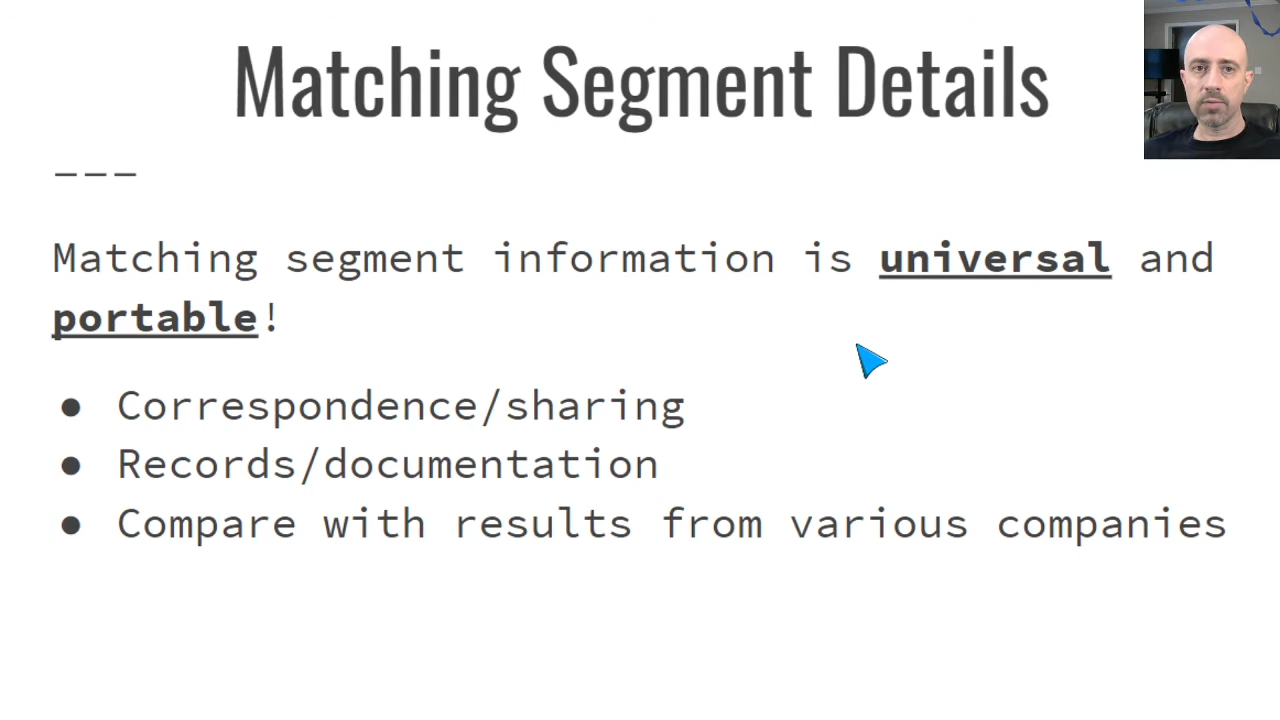 Matching Segment Details
Matching segment information is universal and
portable!
● Correspondence/sharing
● Records/documentation
● Compare with results from various companies